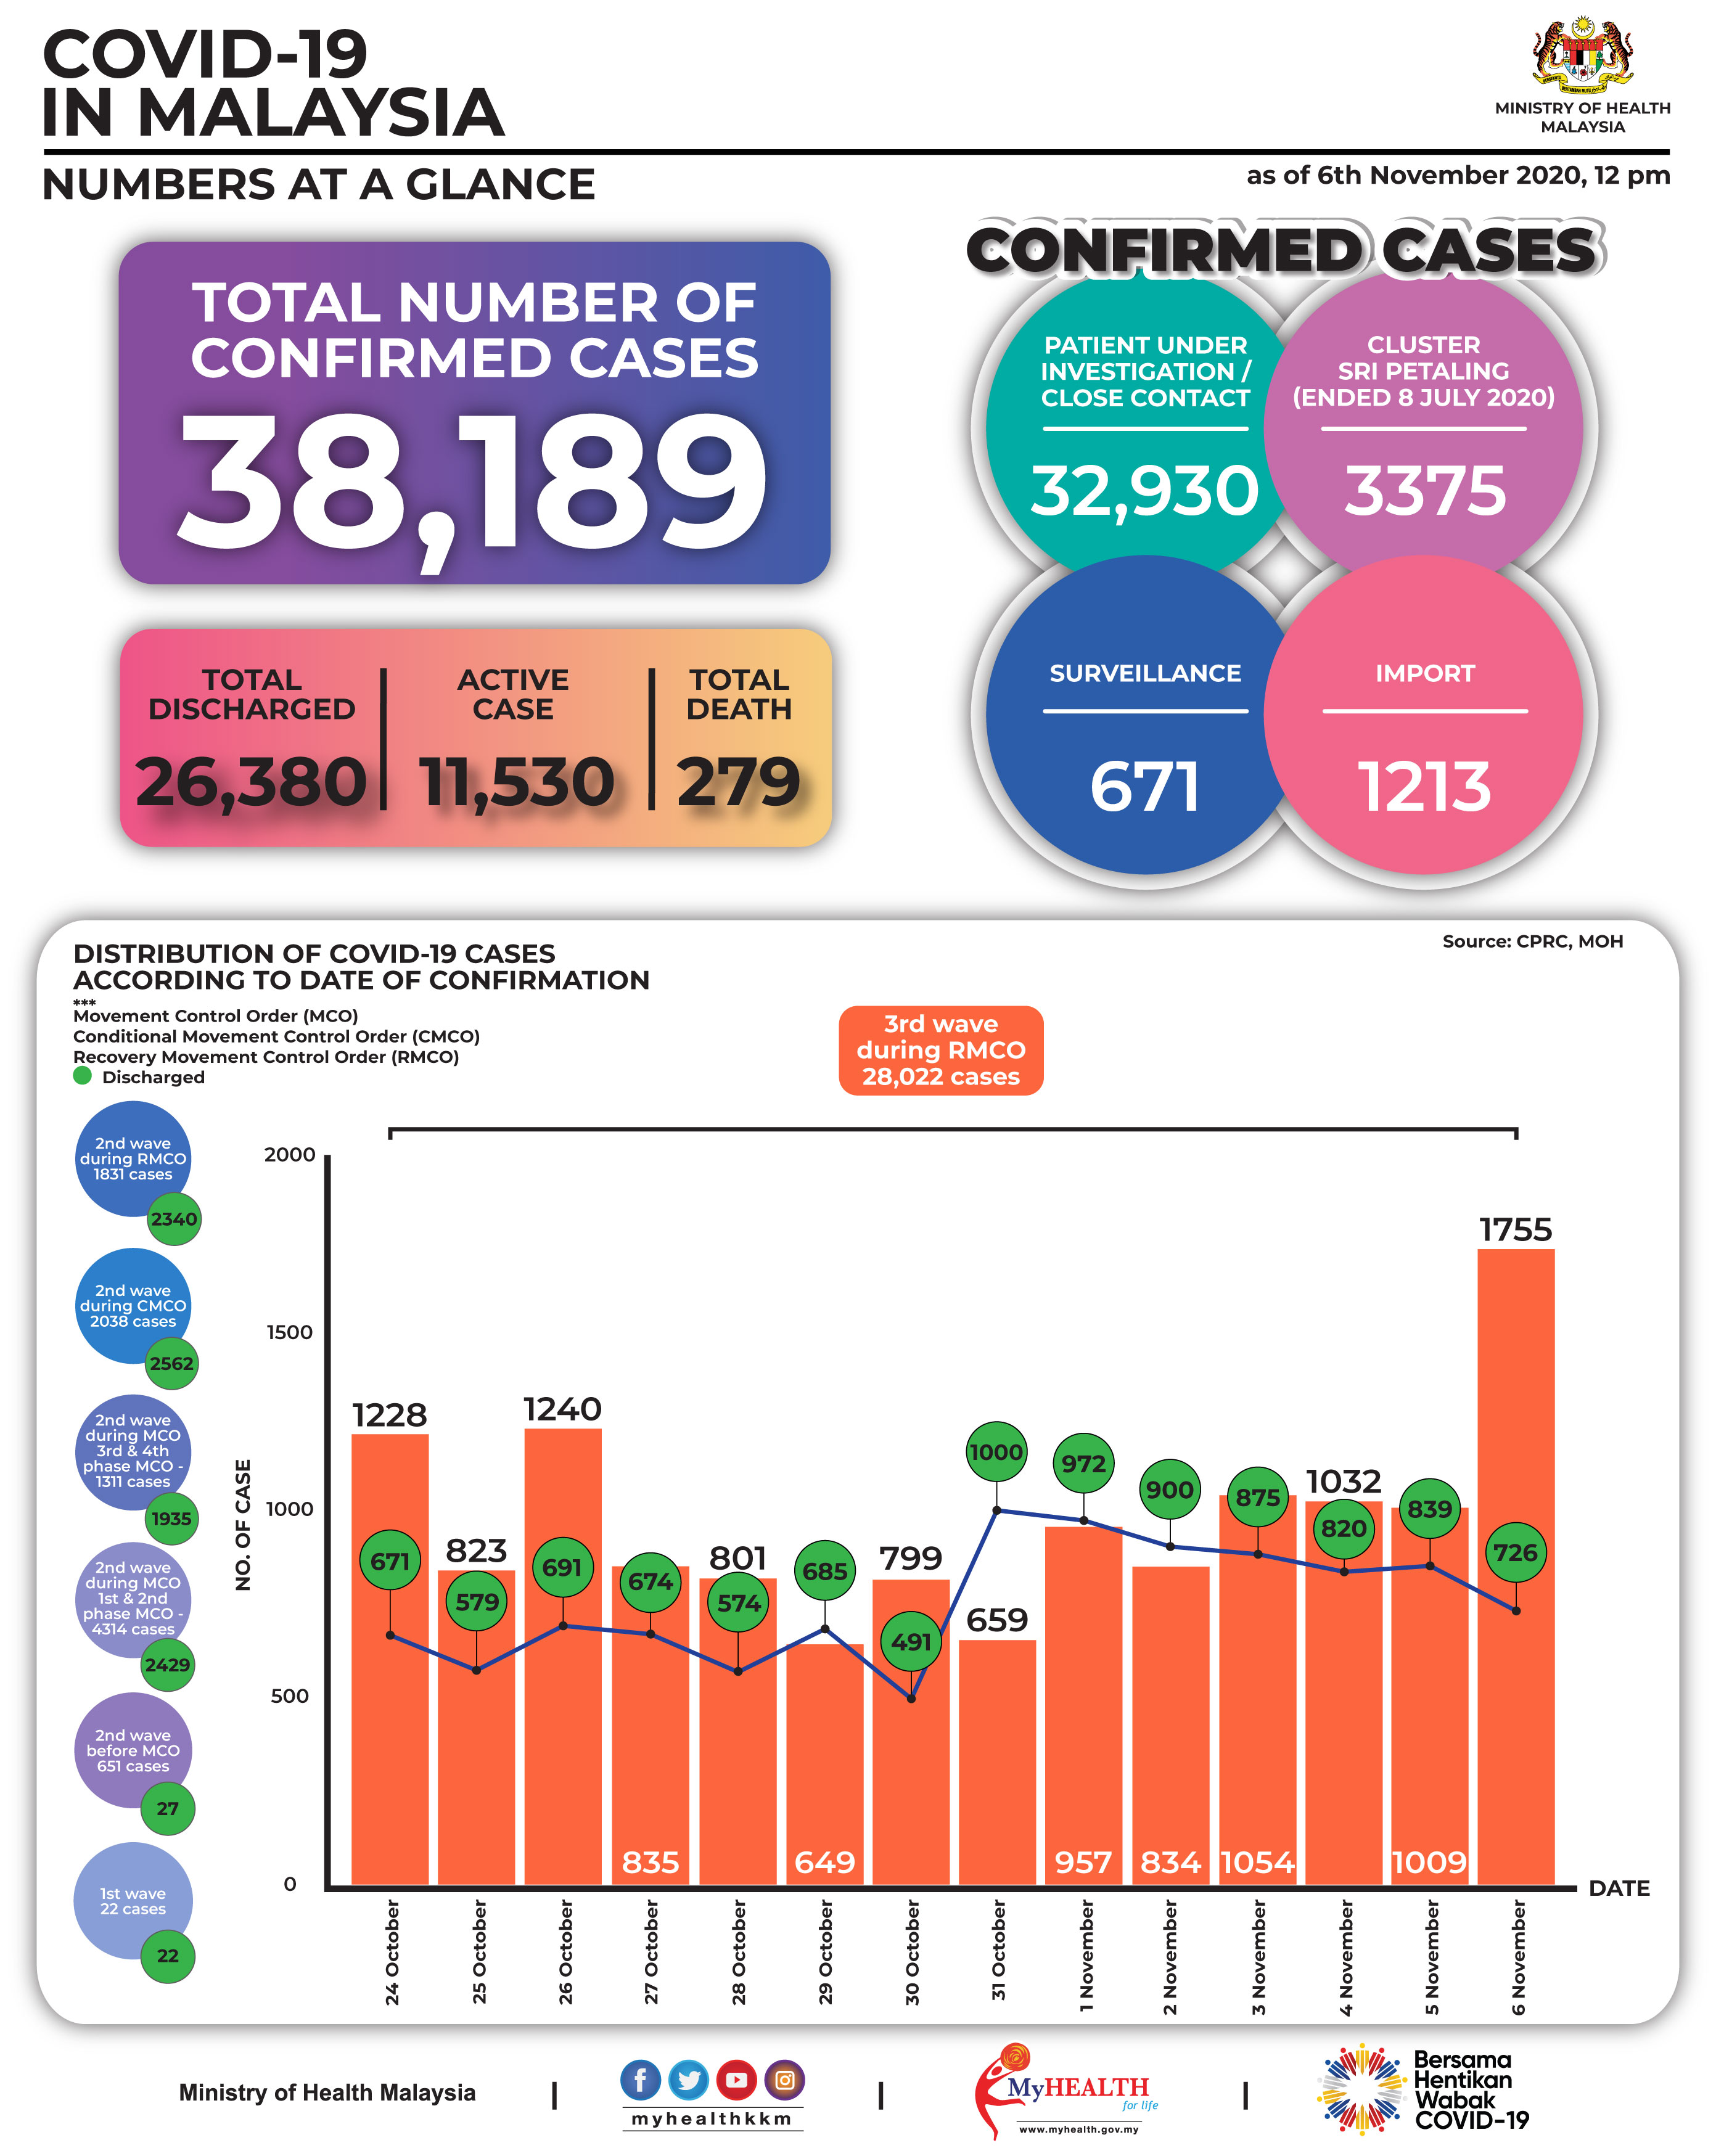 COVID-19
IN MALAYSIA
MINISTRY OF HEALTH
MALAYSIA
NUMBERS AT A GLANCE
as of 6th November 2020, 12 pm
TOTAL NUMBER OF
CONFIRMED CASES
38,189
TOTAL
DISCHARGED
26,380
ACTIVE
CASE
11,530
TOTAL
DEATH
279
CONFIRMED CASES
PATIENT UNDER
INVESTIGATION /
CLOSE CONTACT
32,930
CLUSTER
SRI PETALING
(ENDED 8 JULY 2020)
3375
SURVEILLANCE
671
IMPORT
1213
DISTRIBUTION OF COVID-19 CASES
ACCORDING TO DATE OF CONFIRMATION
Source: CPRC, MOH
***
Movement Control Order (MCO)
Conditional Movement Control Order (CMCO)
Recovery Movement Control Order (RMCO)
Discharged
3rd wave
during RMCO
28,022 cases
2nd wave
during RMCO
1831 cases
2340
2nd wave
during CMCO
2038 cases
2562
2nd wave
during MCO
3rd & 4th
phase MCO -
1311 cases
1935
2nd wave
during MCO
1st & 2nd
phase MCO -
4314 cases
2429
2nd wave
before MCO
651 cases
27
1st wave
22 cases
22
NO. OF CASE
2000
1500
1000
500
0
1228
671
823
579
1240
691
674
835
801
574
685
649
799
491
1000
659
972
957
900
834
875
1054
1032
820
839
1009
1755
726
DATE
24 October
25 October
26 October
27 October
28 October
29 October
30 October
31 October
1 November
2 November
3 November
4 November
5 November
6 November
Ministry of Health Malaysia
myhealthkkm
MyHEALTH
for life
www.myhealth.gov.my
Bersama
Hentikan
Wabak
COVID-19